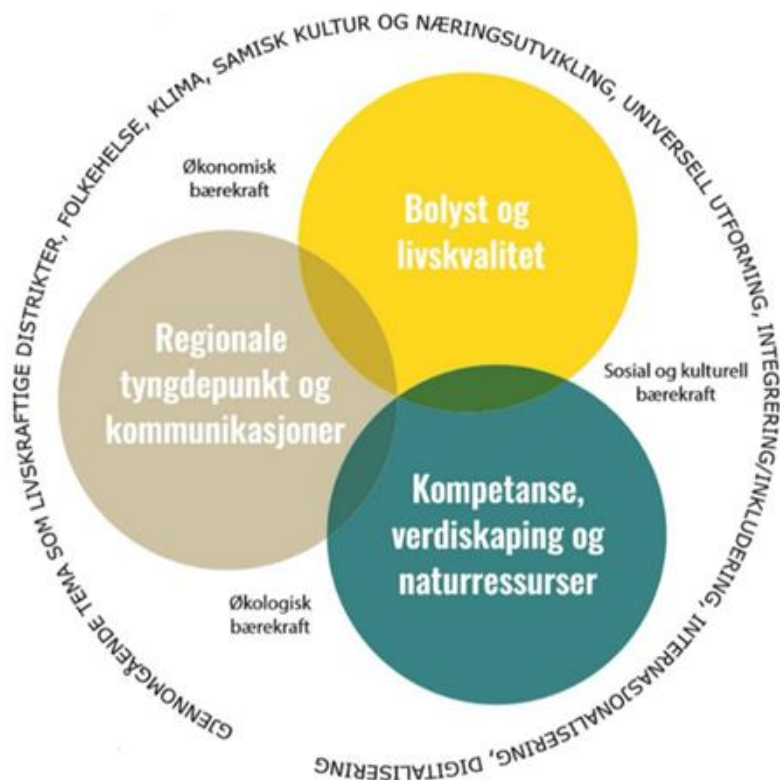 GJENNOMGÅENDE TEMA SOM LIVSKRAFTIGE DISTRIKTER, FOLKEHELSE, KLIMA, SAMISK KULTUR OG NÆRINGSUTVIKLING, UNIVERSELL UTFORMING, INTEGRERING/INKLUDERING, INTERNASJONALISERING, DIGITALISERING
Økonomisk
bærekraft
Bolyst og
livskvalitet
Regionale
tyngdepunkt og
kommunikasjoner
Sosial og kulturell
bærekraft
Kompetanse,
verdiskaping og
naturressurser
Økologisk
bærekraft